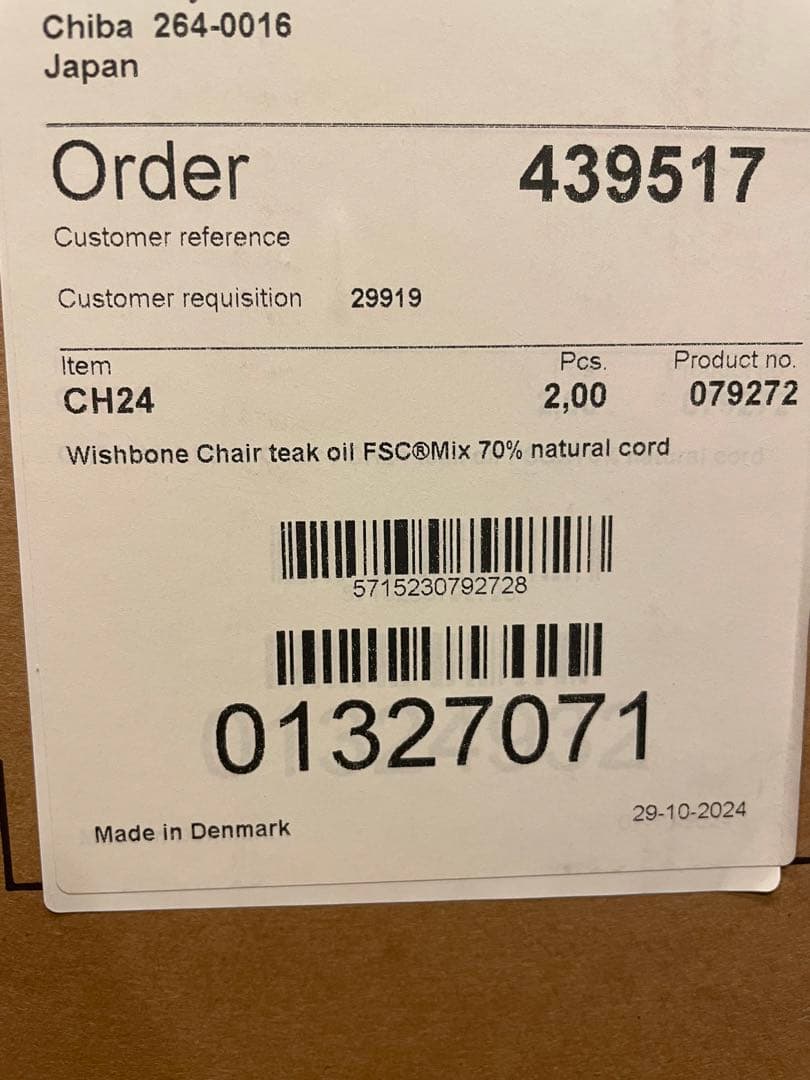 Chiba 264-0016
Japan
Order 439517
Customer reference
Customer requisition 29919
Item Pcs. Product no.
CH24 2,00 079272
Wishbone Chair teak oil FSC®Mix 70% natural cord
5715230792728
01327071
Made in Denmark 29-10-2024